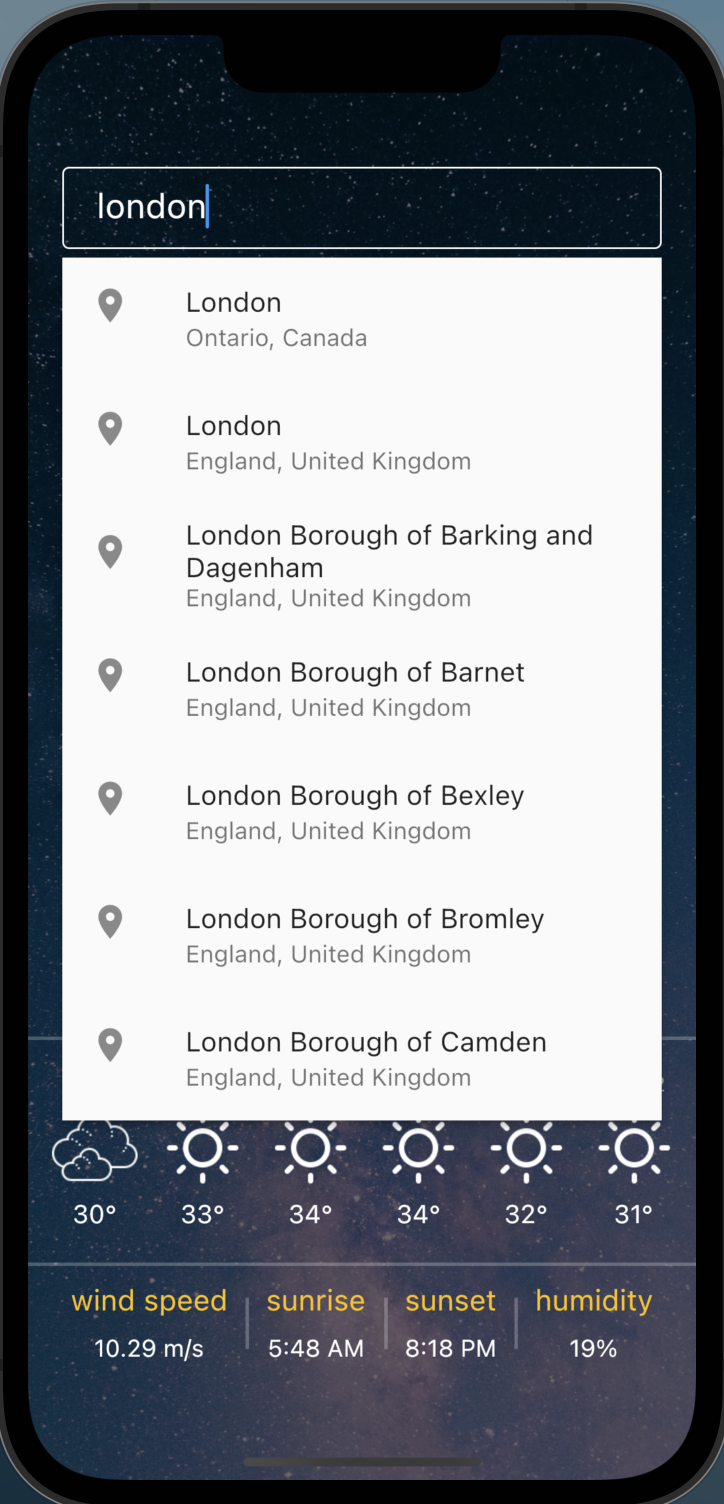 london
London
Ontario, Canada
London
England, United Kingdom
London Borough of Barking and
Dagenham
England, United Kingdom
London Borough of Barnet
England, United Kingdom
London Borough of Bexley
England, United Kingdom
London Borough of Bromley
England, United Kingdom
London Borough of Camden
England, United Kingdom
30° 33° 34° 34° 32° 31°
wind speed sunrise sunset humidity
10.29 m/s 5:48 AM 8:18 PM 19%